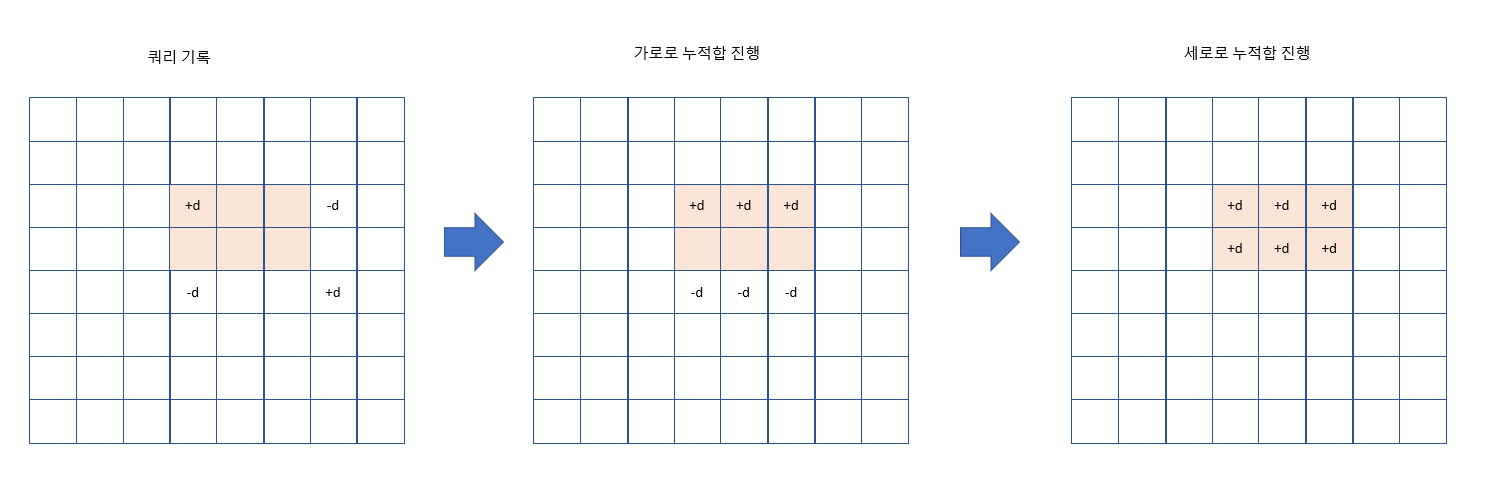 쿼리 기록
가로로 누적합 진행
세로로 누적합 진행
+d -d
-d +d
+d +d +d
-d -d -d
+d +d +d
+d +d +d